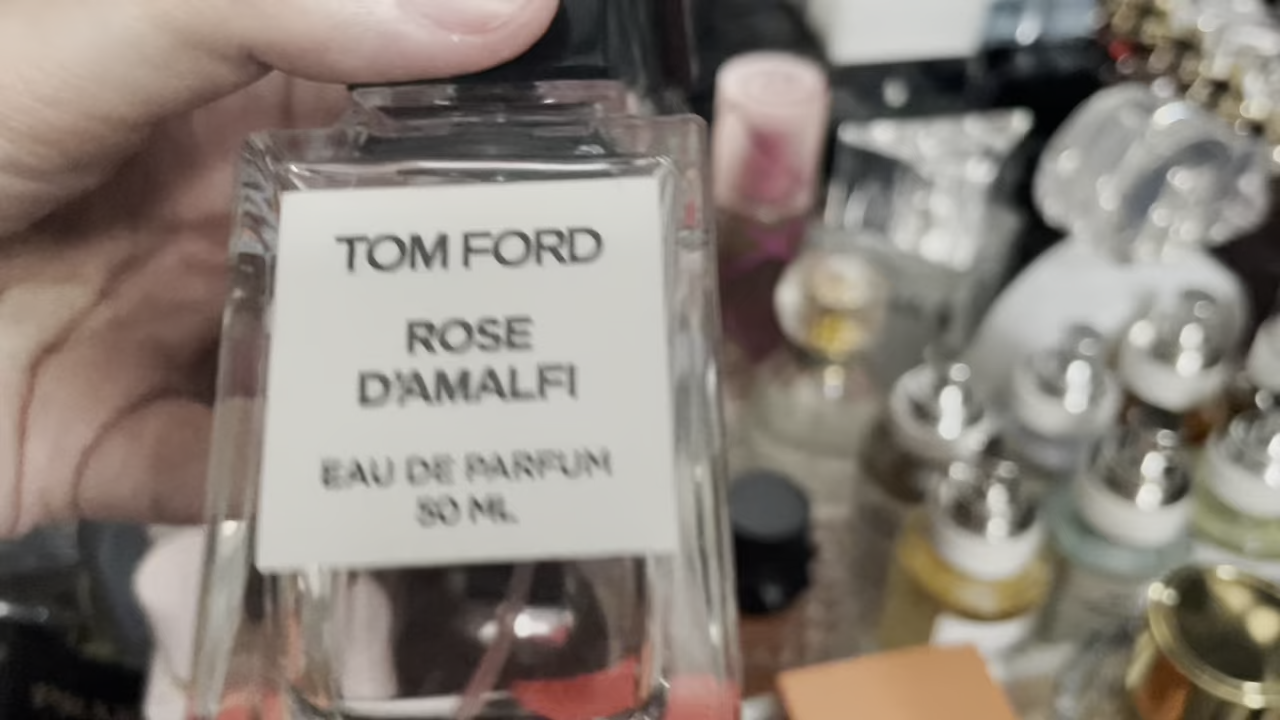 TOM FORD
ROSE
D'AMALFI
EAU DE PARFUM
50 ML